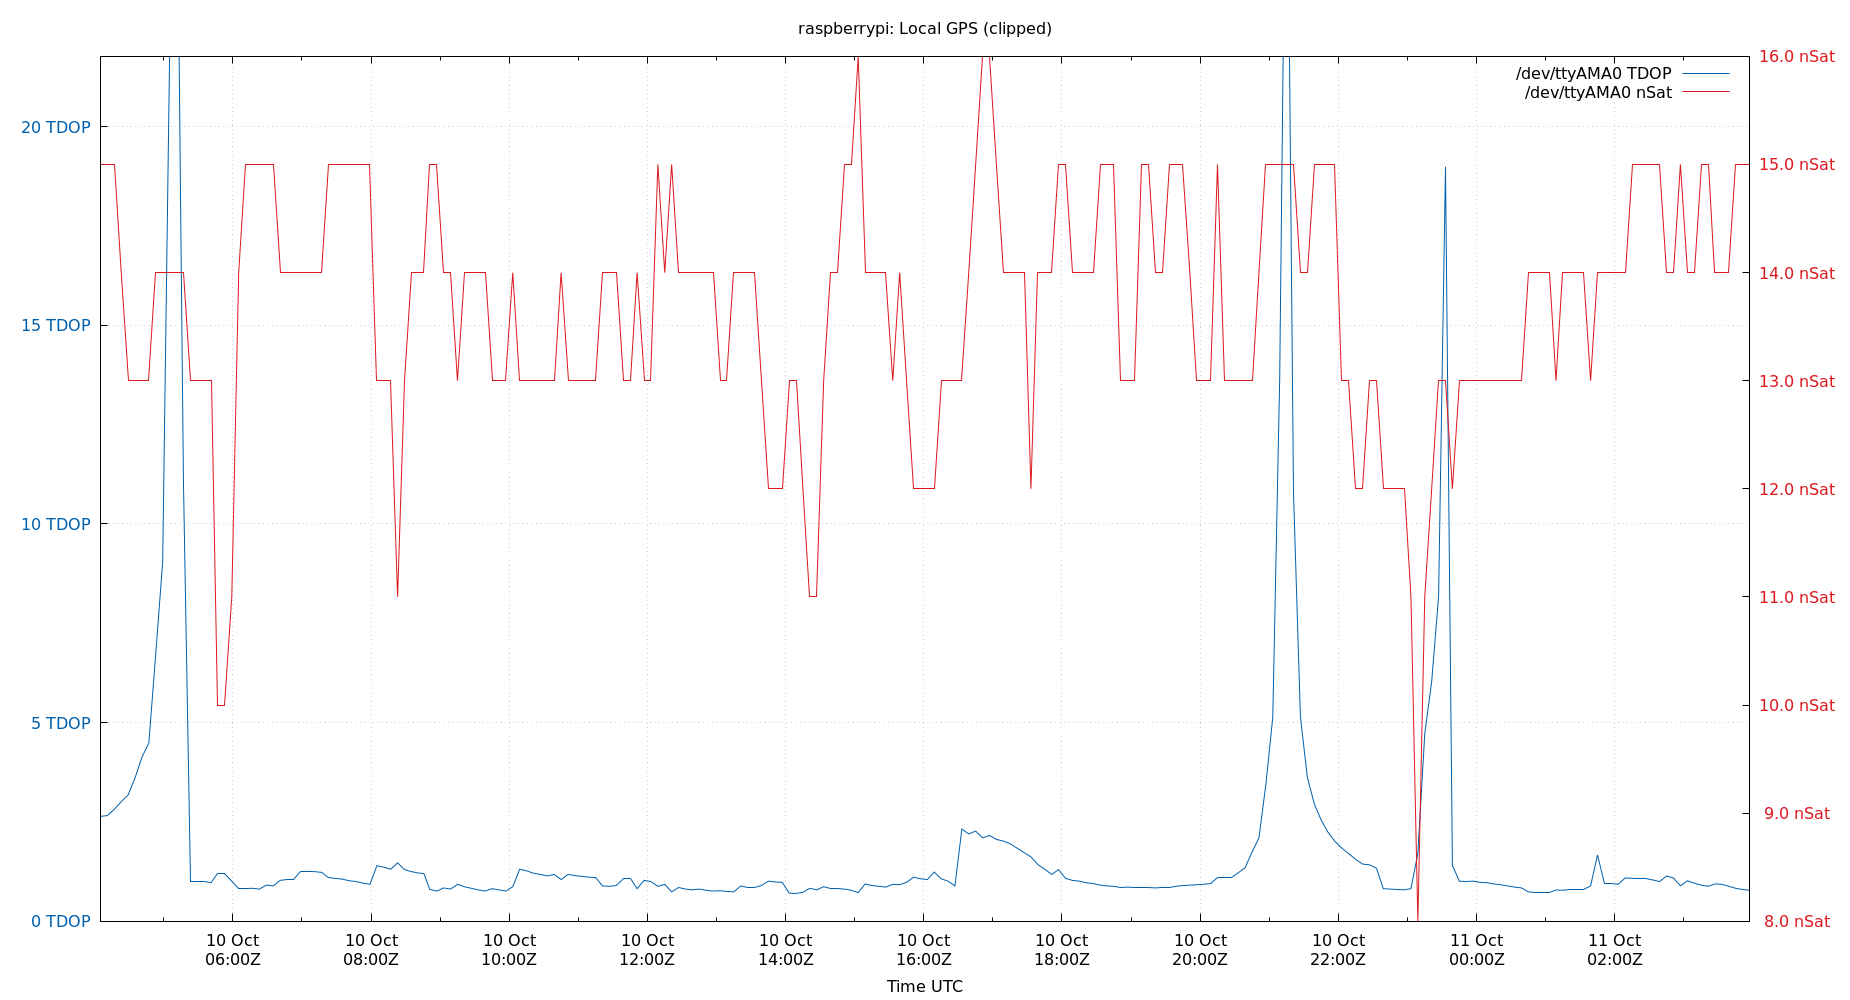 raspberrypi: Local GPS (clipped)
/dev/ttyAMA0 TDOP
/dev/ttyAMA0 nSat
20 TDOP
15 TDOP
10 TDOP
5 TDOP
0 TDOP
16.0 nSat
15.0 nSat
14.0 nSat
13.0 nSat
12.0 nSat
11.0 nSat
10.0 nSat
9.0 nSat
8.0 nSat
10 Oct
06:00Z
10 Oct
08:00Z
10 Oct
10:00Z
10 Oct
12:00Z
10 Oct
14:00Z
10 Oct
16:00Z
10 Oct
18:00Z
10 Oct
20:00Z
10 Oct
22:00Z
11 Oct
00:00Z
11 Oct
02:00Z
Time UTC